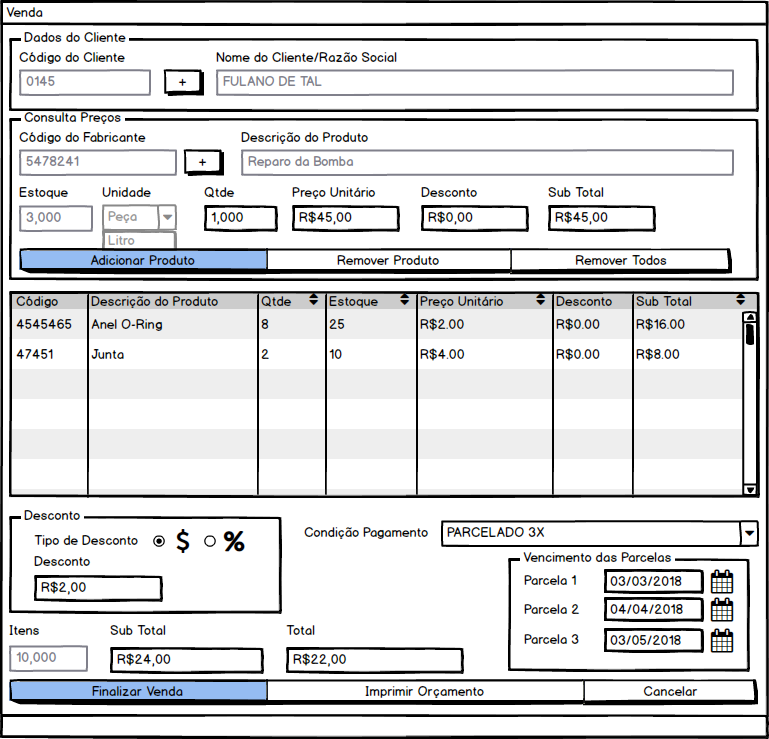 Venda
Dados do Cliente
Código do Cliente Nome do Cliente/Razão Social
0145 + FULANO DE TAL
Consulta Preços
Código do Fabricante Descrição do Produto
5478241 + Reparo da Bomba
Estoque Unidade Qtde Preço Unitário Desconto Sub Total
3,000 Peça 1,000 R$45,00 R$0,00 R$45,00
Litro
Adicionar Produto Remover Produto Remover Todos
Código Descrição do Produto Qtde Estoque Preço Unitário Desconto Sub Total
4545465 Anel O-Ring 8 25 R$2.00 R$0.00 R$16.00
47451 Junta 2 10 R$4.00 R$0.00 R$8.00
Desconto
Tipo de Desconto $ %
Desconto
R$2,00
Condição Pagamento PARCELADO 3X
Vencimento das Parcelas
Parcela 1 03/03/2018
Parcela 2 04/04/2018
Parcela 3 03/05/2018
Itens Sub Total Total
10,000 R$24,00 R$22,00
Finalizar Venda Imprimir Orçamento Cancelar